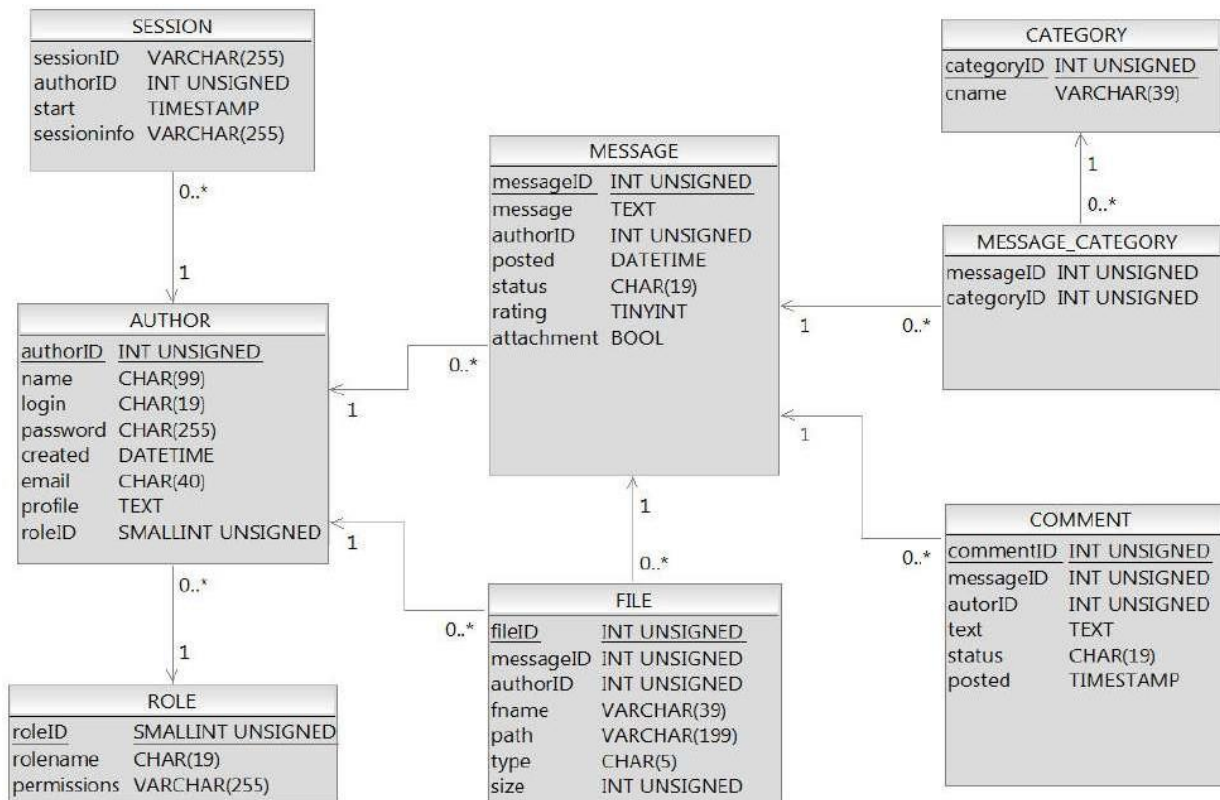 SESSION
sessionID VARCHAR(255)
authorID INT UNSIGNED
start TIMESTAMP
sessioninfo VARCHAR(255)
0..*
1
AUTHOR
authorID INT UNSIGNED
name CHAR(99)
login CHAR(19)
password CHAR(255)
created DATETIME
email CHAR(40)
profile TEXT
roleID SMALLINT UNSIGNED
0..*
1
ROLE
roleID SMALLINT UNSIGNED
rolename CHAR(19)
permissions VARCHAR(255)
MESSAGE
messageID INT UNSIGNED
message TEXT
authorID INT UNSIGNED
posted DATETIME
status CHAR(19)
rating TINYINT
attachment BOOL
0..*
1
1
0..*
1
0..*
FILE
fileID INT UNSIGNED
messageID INT UNSIGNED
authorID INT UNSIGNED
fname VARCHAR(39)
path VARCHAR(199)
type CHAR(5)
size INT UNSIGNED
CATEGORY
categoryID INT UNSIGNED
cname VARCHAR(39)
1
0..*
MESSAGE_CATEGORY
messageID INT UNSIGNED
categoryID INT UNSIGNED
1
0..*
1
0..*
COMMENT
commentID INT UNSIGNED
messageID INT UNSIGNED
autorID INT UNSIGNED
text TEXT
status CHAR(19)
posted TIMESTAMP